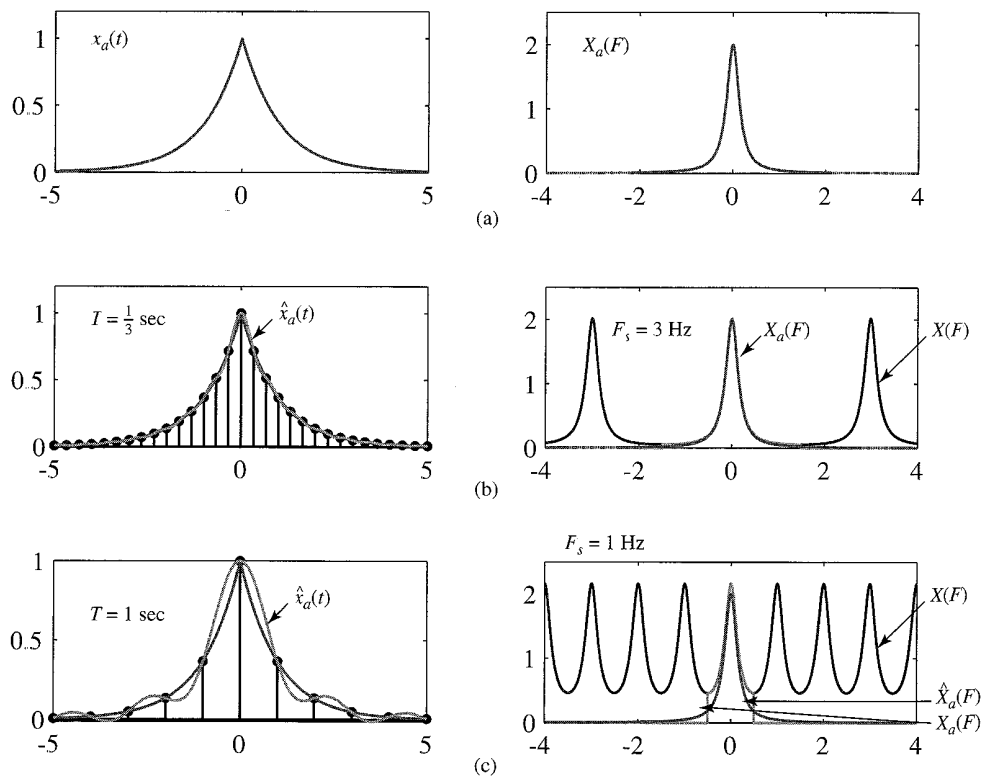 x_a(t)
1
0.5
0
-5
0
5
X_a(F)
2
1
0
-4
-2
0
2
4
(a)
I = 1/3 sec
x̂_a(t)
1
0.5
0
-5
0
5
F_s = 3 Hz
X_a(F)
X(F)
2
1
0
-4
-2
0
2
4
(b)
T = 1 sec
x̂_a(t)
1
0.5
0
-5
0
5
F_s = 1 Hz
X(F)
X̂_a(F)
X_a(F)
2
1
0
-4
-2
0
2
4
(c)